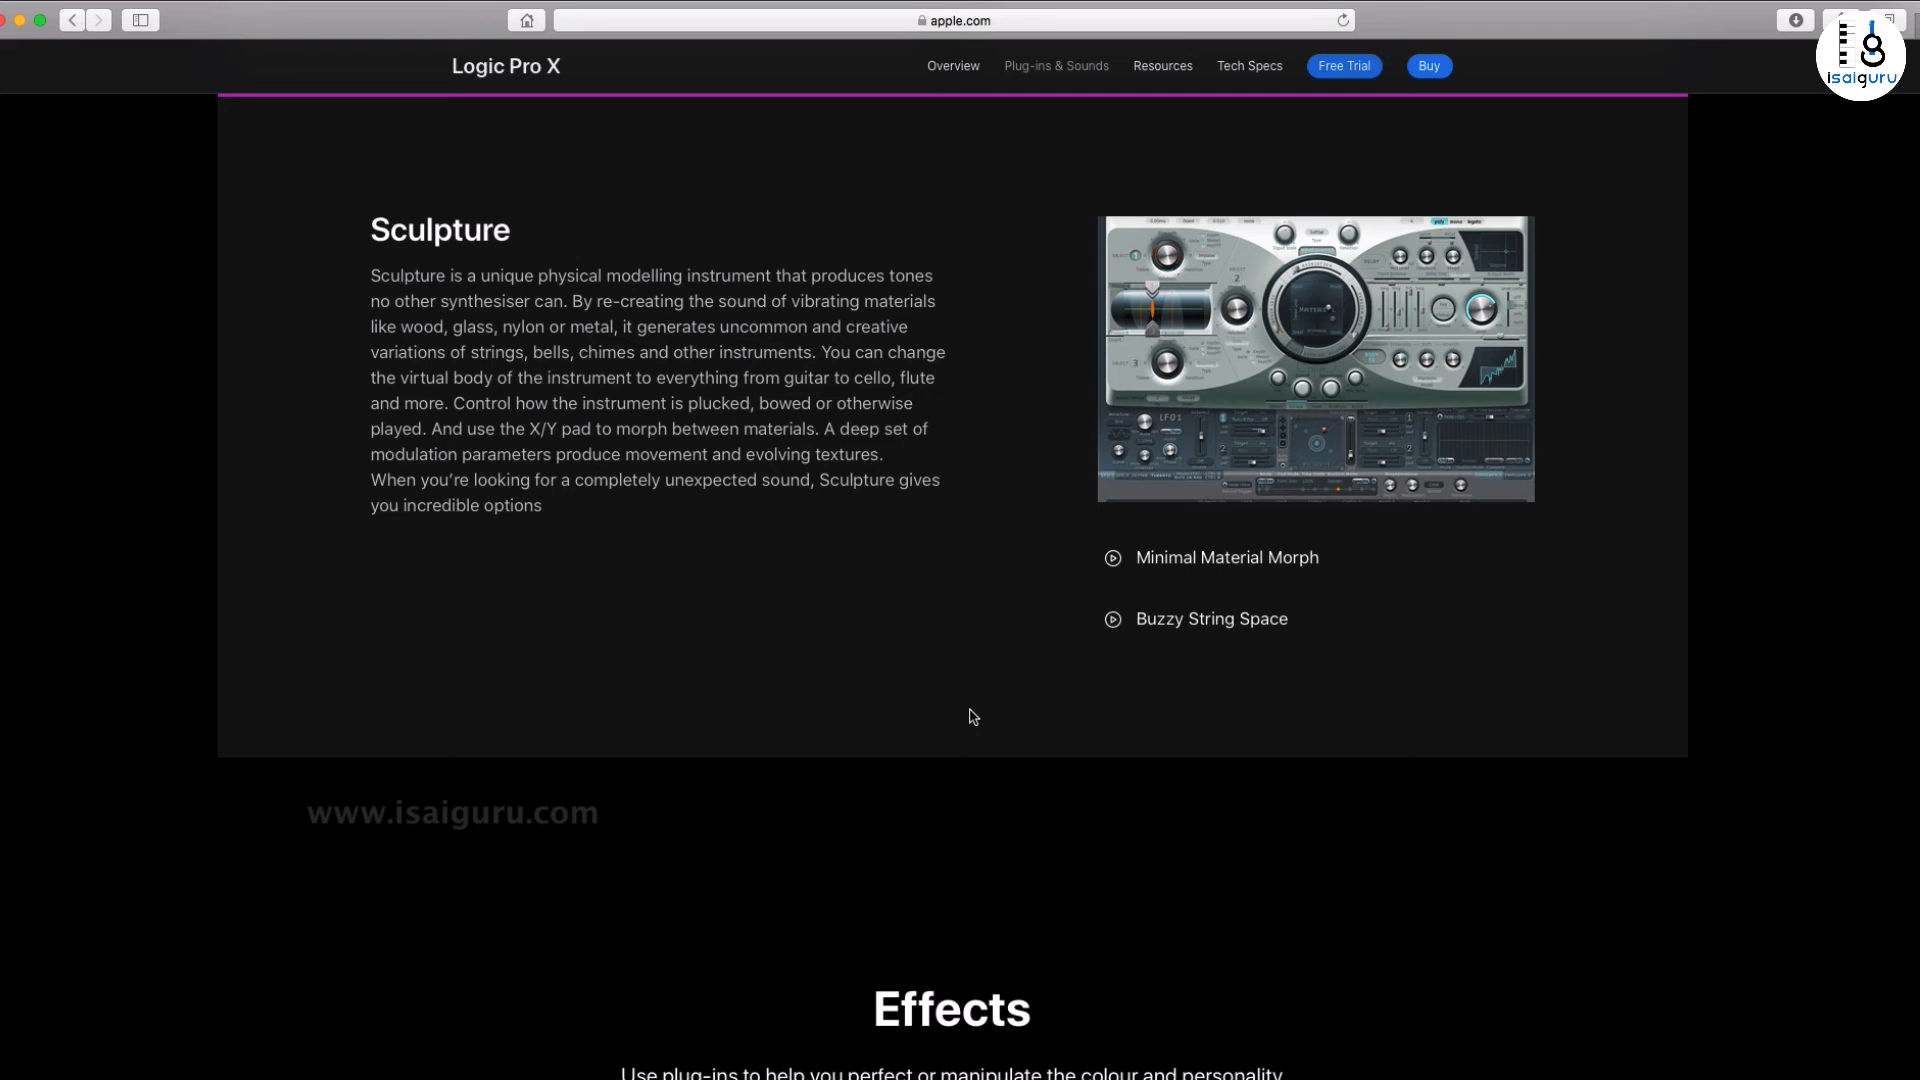 apple.com
Logic Pro X
Overview
Plug-ins & Sounds
Resources
Tech Specs
Free Trial
Buy
isaiguru
Sculpture
Sculpture is a unique physical modelling instrument that produces tones
no other synthesiser can. By re-creating the sound of vibrating materials
like wood, glass, nylon or metal, it generates uncommon and creative
variations of strings, bells, chimes and other instruments. You can change
the virtual body of the instrument to everything from guitar to cello, flute
and more. Control how the instrument is plucked, bowed or otherwise
played. And use the X/Y pad to morph between materials. A deep set of
modulation parameters produce movement and evolving textures.
When you’re looking for a completely unexpected sound, Sculpture gives
you incredible options
Minimal Material Morph
Buzzy String Space
www.isaiguru.com
Effects
Use plug-ins to help you perfect or manipulate the colour and personality